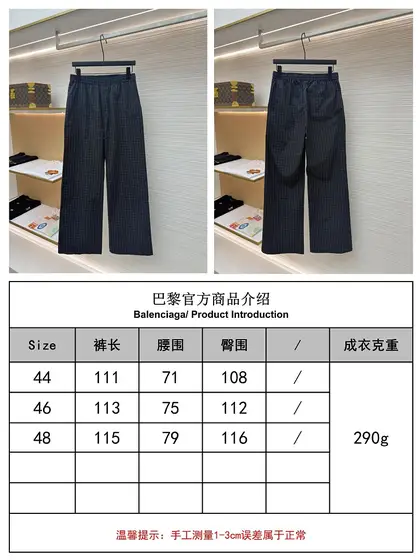 巴黎官方商品介绍
Balenciaga/ Product Introduction
Size 裤长 腰围 臀围 / 成衣克重
44 111 71 108 /
46 113 75 112 /
48 115 79 116 /
290g
温馨提示：手工测量1-3cm误差属于正常